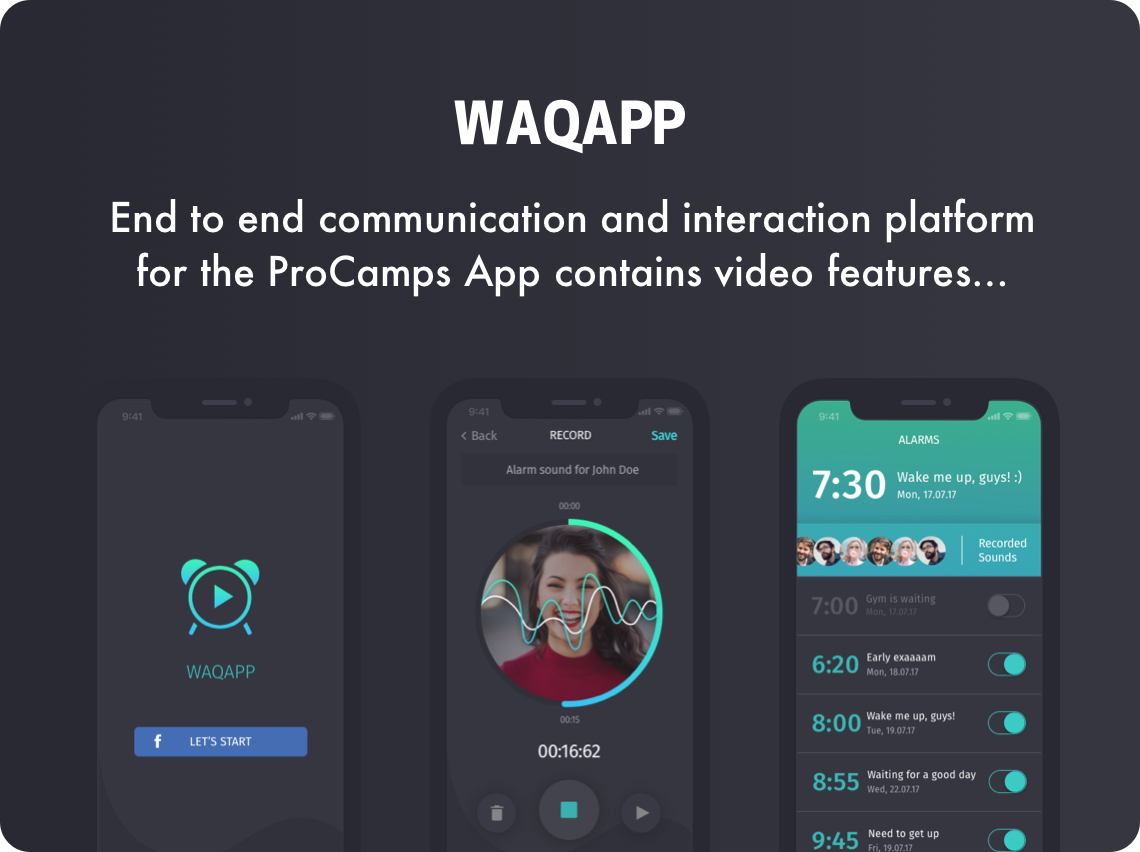 WAQAPP
End to end communication and interaction platform
for the ProCamps App contains video features...
9:41
WAQAPP
f
LET'S START
9:41
< Back
RECORD
Save
Alarm sound for John Doe
00:00
00:15
00:16:62
9:41
ALARMS
7:30
Wake me up, guys! :)
Mon, 17.07.17
Recorded
Sounds
7:00
Gym is waiting
Mon, 17.07.17
6:20
Early exaaaam
Mon, 18.07.17
8:00
Wake me up, guys!
Tue, 19.07.17
8:55
Waiting for a good day
Wed, 22.07.17
9:45
Need to get up
Fri, 19.07.17